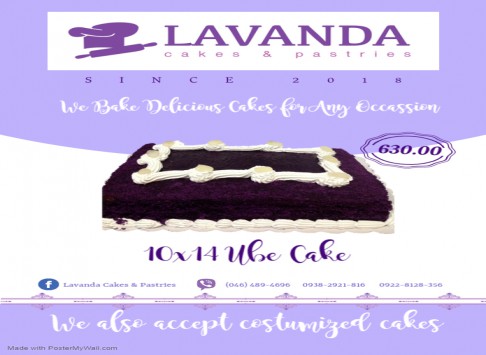 LAVANDA
cakes & pastries
SINCE 2018
We Bake Delicious Cakes for Any Occassion
630.00
10x14 Ube Cake
Lavanda Cakes & Pastries (046) 489-4696 0938-2921-816 0922-8128-356
We also accept costumized cakes
Made with PosterMyWall.com